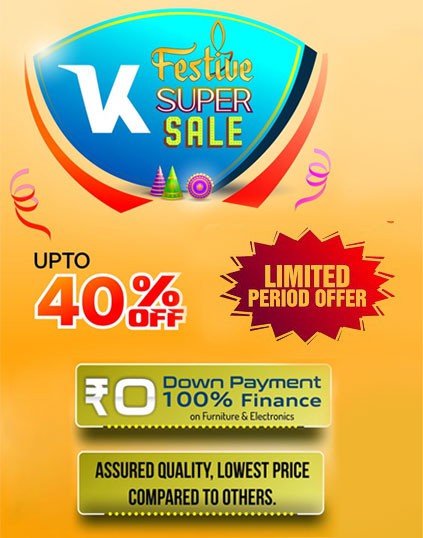 VK
Festive
SUPER
SALE
UPTO
40% OFF
LIMITED
PERIOD OFFER
₹0 Down Payment
100% Finance
on Furniture & Electronics
ASSURED QUALITY, LOWEST PRICE
COMPARED TO OTHERS.